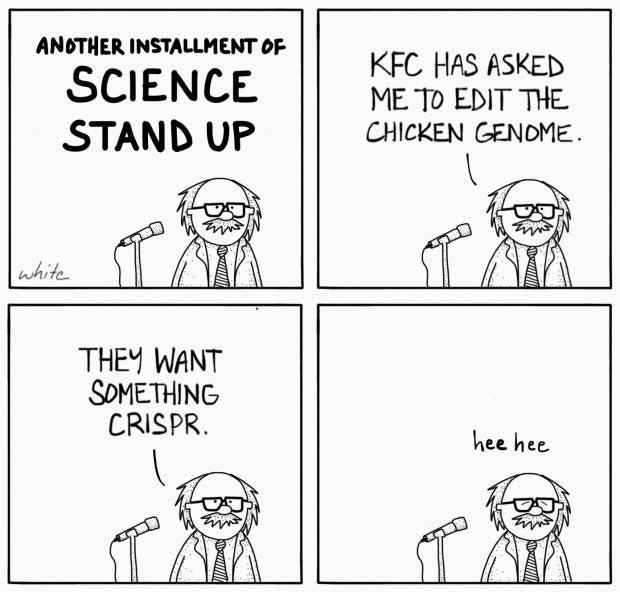 ANOTHER INSTALLMENT OF
SCIENCE
STAND UP
white
KFC HAS ASKED
ME TO EDIT THE
CHICKEN GENOME.
THEY WANT
SOMETHING
CRISPR.
hee hee